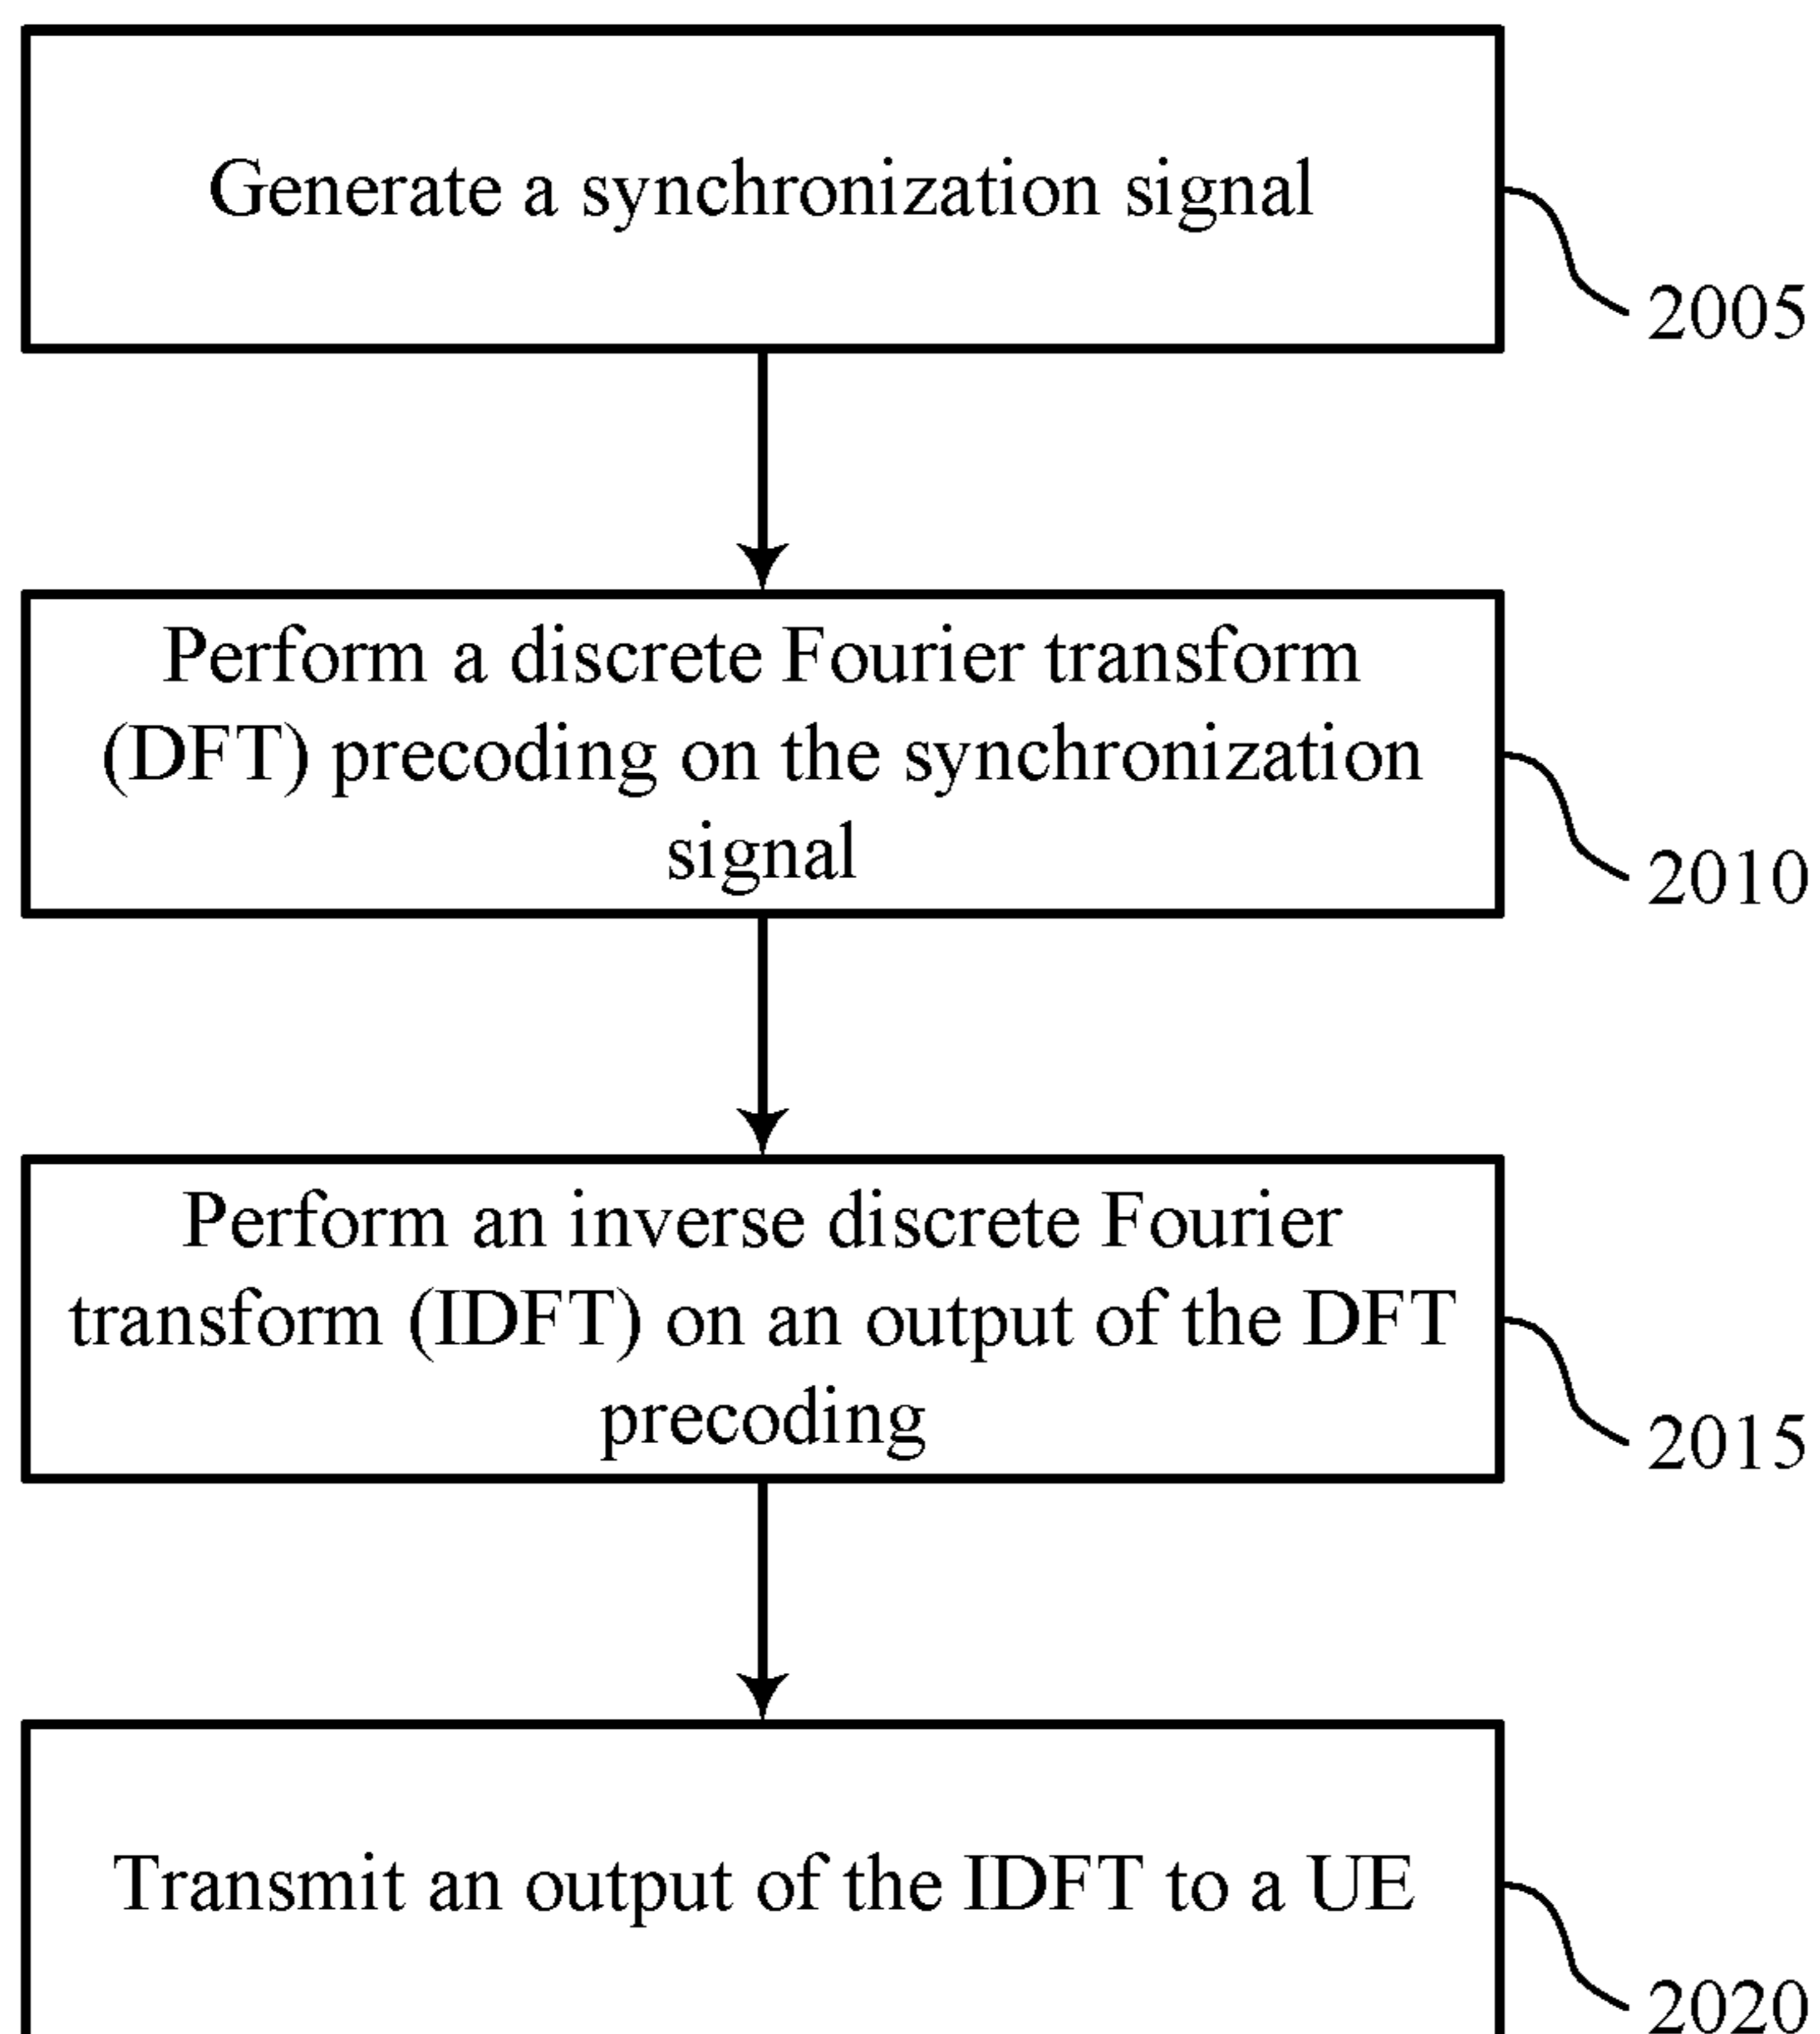 Generate a synchronization signal
2005
Perform a discrete Fourier transform
(DFT) precoding on the synchronization
signal
2010
Perform an inverse discrete Fourier
transform (IDFT) on an output of the DFT
precoding
2015
Transmit an output of the IDFT to a UE
2020